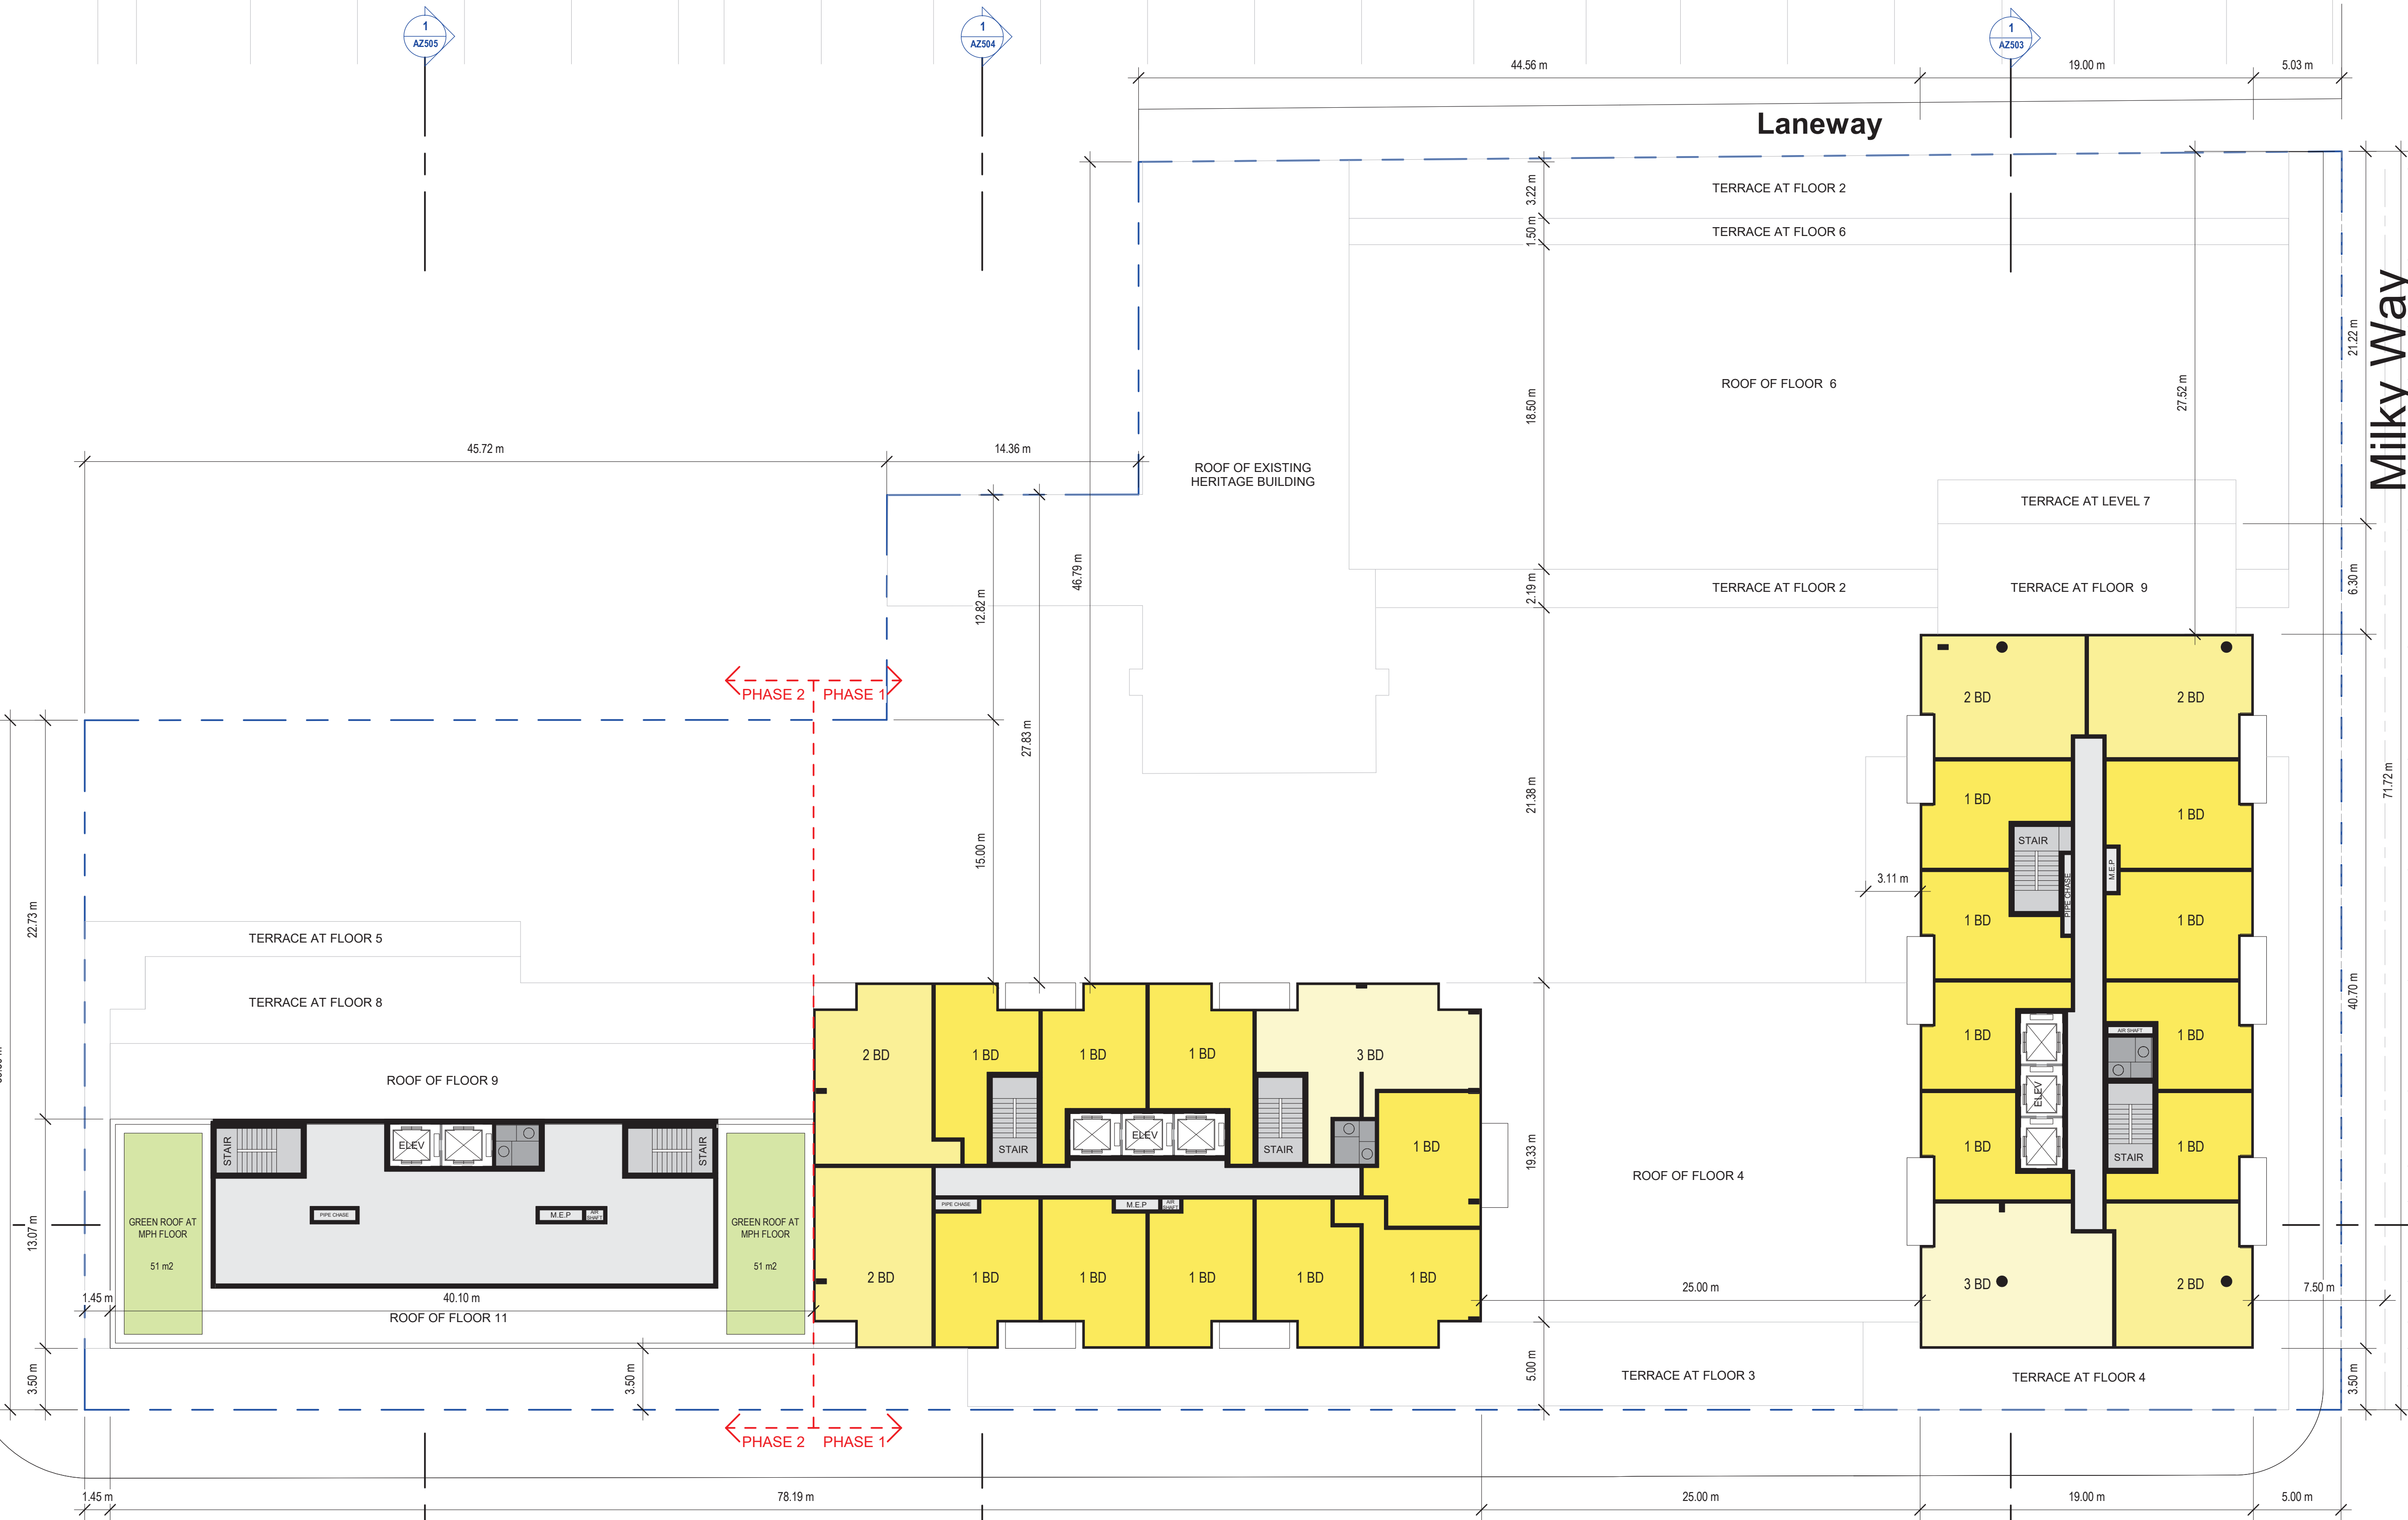 1
AZ505
1
AZ504
1
AZ503
44.56 m
19.00 m
5.03 m
Laneway
Milky Way
TERRACE AT FLOOR 2
TERRACE AT FLOOR 6
3.22 m
1.50 m
ROOF OF FLOOR 6
18.50 m
27.52 m
21.22 m
45.72 m
14.36 m
ROOF OF EXISTING
HERITAGE BUILDING
TERRACE AT LEVEL 7
TERRACE AT FLOOR 2
TERRACE AT FLOOR 9
2.19 m
6.30 m
12.82 m
46.79 m
27.83 m
PHASE 2
PHASE 1
15.00 m
21.38 m
71.72 m
2 BD
2 BD
1 BD
1 BD
STAIR
PIPE CHASE
M.E.P
3.11 m
1 BD
1 BD
1 BD
1 BD
AIR SHAFT
ELEV
1 BD
1 BD
STAIR
3 BD
2 BD
40.70 m
22.73 m
TERRACE AT FLOOR 5
TERRACE AT FLOOR 8
ROOF OF FLOOR 9
2 BD
1 BD
1 BD
1 BD
3 BD
STAIR
ELEV
STAIR
1 BD
19.33 m
ROOF OF FLOOR 4
STAIR
ELEV
STAIR
PIPE CHASE
M.E.P
AIR
SHAFT
PIPE CHASE
M.E.P
AIR
SHAFT
GREEN ROOF AT
MPH FLOOR
51 m2
GREEN ROOF AT
MPH FLOOR
51 m2
13.07 m
2 BD
1 BD
1 BD
1 BD
1 BD
1 BD
1.45 m
40.10 m
25.00 m
7.50 m
ROOF OF FLOOR 11
3.50 m
3.50 m
5.00 m
TERRACE AT FLOOR 3
TERRACE AT FLOOR 4
3.50 m
PHASE 2
PHASE 1
1.45 m
78.19 m
25.00 m
19.00 m
5.00 m